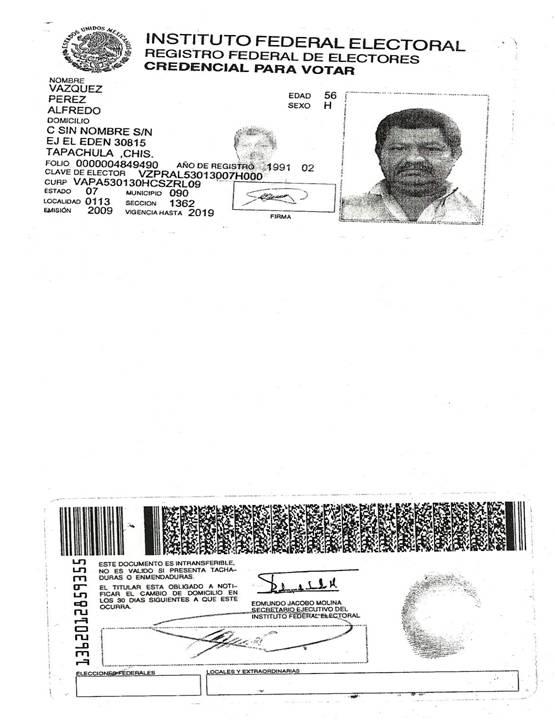 ESTADOS UNIDOS MEXICANOS
INSTITUTO FEDERAL ELECTORAL
REGISTRO FEDERAL DE ELECTORES
CREDENCIAL PARA VOTAR
NOMBRE
VAZQUEZ
PEREZ
ALFREDO
EDAD 56
SEXO H
DOMICILIO
C SIN NOMBRE S/N
EJ EL EDEN 30815
TAPACHULA ,CHIS.
FOLIO 0000004849490 AÑO DE REGISTRO 1991 02
CLAVE DE ELECTOR VZPRAL53013007H000
CURP VAPA530130HCSZRL09
ESTADO 07 MUNICIPIO 090
LOCALIDAD 0113 SECCION 1362
EMISIÓN 2009 VIGENCIA HASTA 2019
FIRMA
ESTE DOCUMENTO ES INTRANSFERIBLE,
NO ES VALIDO SI PRESENTA TACHA-
DURAS O ENMENDADURAS.
EL TITULAR ESTA OBLIGADO A NOTI-
FICAR EL CAMBIO DE DOMICILIO EN
LOS 30 DIAS SIGUIENTES A QUE ESTE
OCURRA.
EDMUNDO JACOBO MOLINA
SECRETARIO EJECUTIVO DEL
INSTITUTO FEDERAL ELECTORAL
ELECCIONES FEDERALES
LOCALES Y EXTRAORDINARIAS